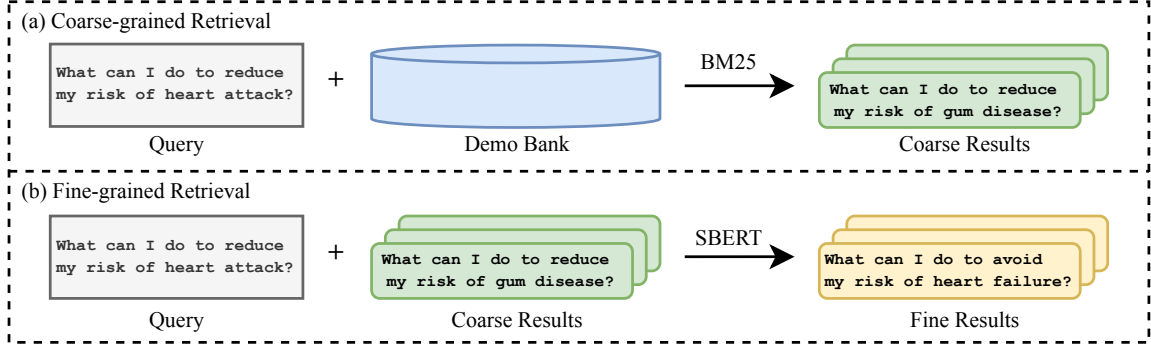 (a) Coarse-grained Retrieval
What can I do to reduce
my risk of heart attack?
+
BM25
What can I do to reduce
my risk of gum disease?
Query
Demo Bank
Coarse Results
(b) Fine-grained Retrieval
What can I do to reduce
my risk of heart attack?
+
What can I do to reduce
my risk of gum disease?
SBERT
What can I do to avoid
my risk of heart failure?
Query
Coarse Results
Fine Results